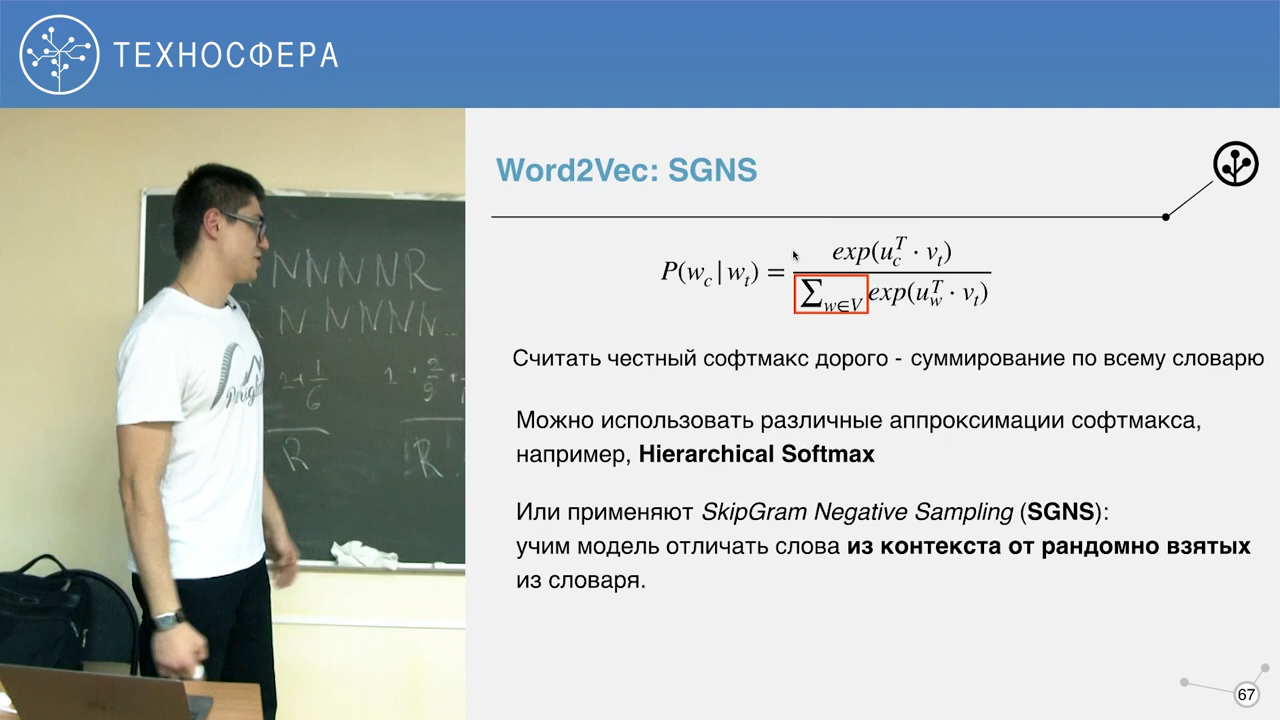 ТЕХНОСФЕРА
Word2Vec: SGNS
P(w_c | w_t) = exp(u_c^T · v_t) / ∑_{w∈V} exp(u_w^T · v_t)
Считать честный софтмакс дорого - суммирование по всему словарю
Можно использовать различные аппроксимации софтмакса,
например, Hierarchical Softmax
Или применяют SkipGram Negative Sampling (SGNS):
учим модель отличать слова из контекста от рандомно взятых
из словаря.
67
NNNNR
N NNNN
R
R